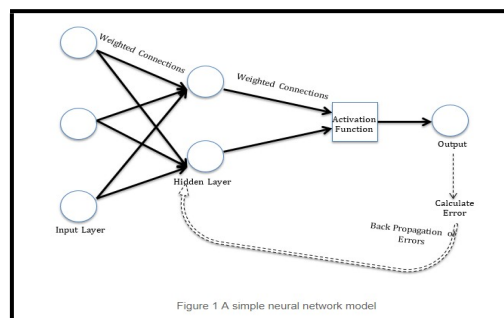 Weighted Connections
Weighted Connections
Activation
Function
Output
Hidden Layer
Input Layer
Calculate
Error
Back Propagation of
Errors
Figure 1 A simple neural network model